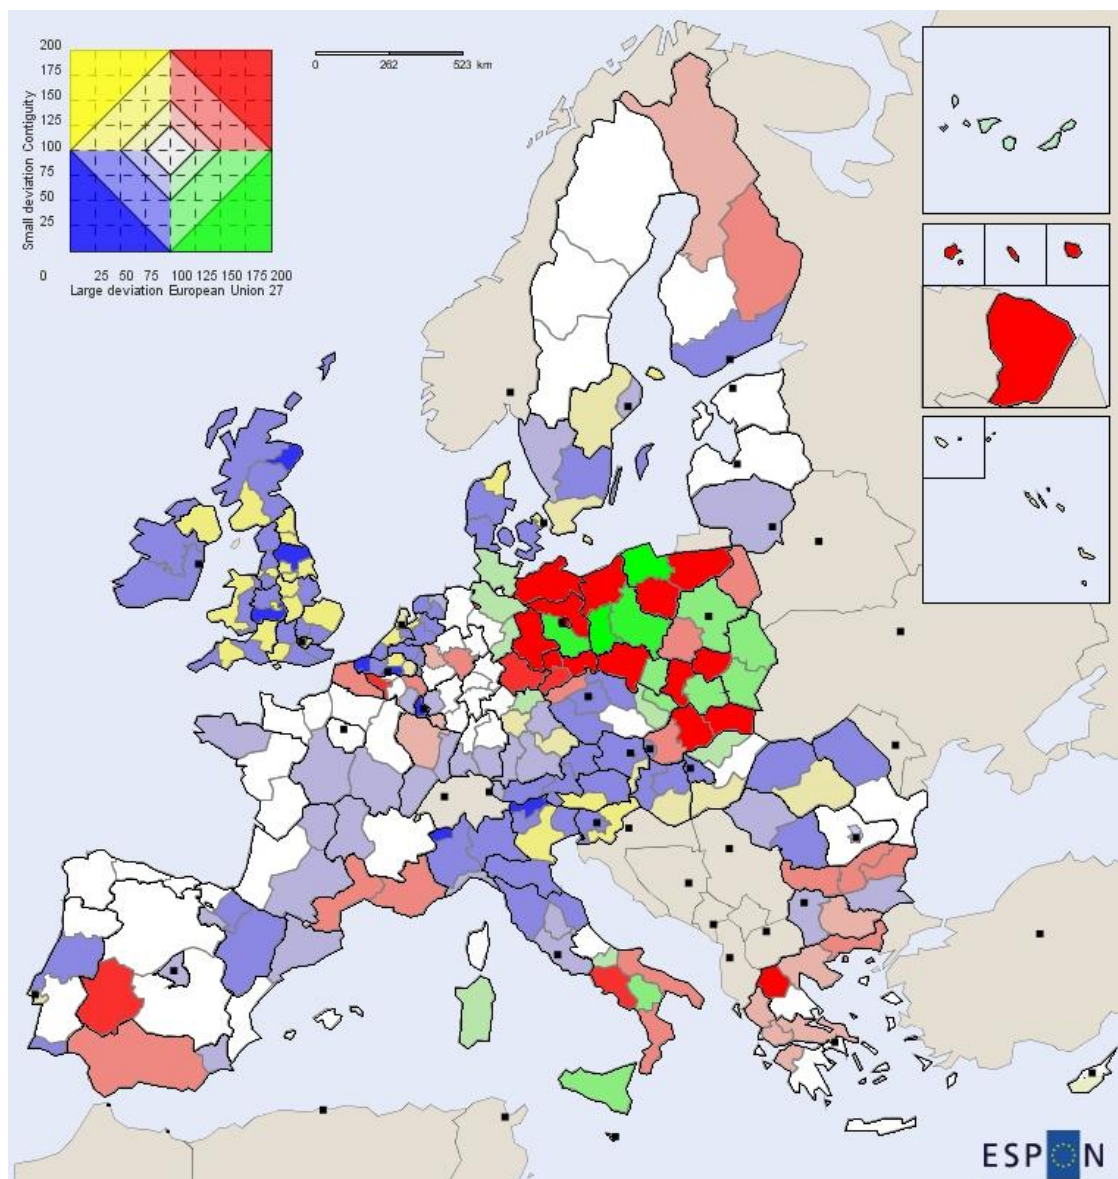 200
175
150
125
100
75
50
25
0
Small deviation Contiguity
25 50 75 100 125 150 175 200
Large deviation European Union 27
0 262 523 km
ESPON